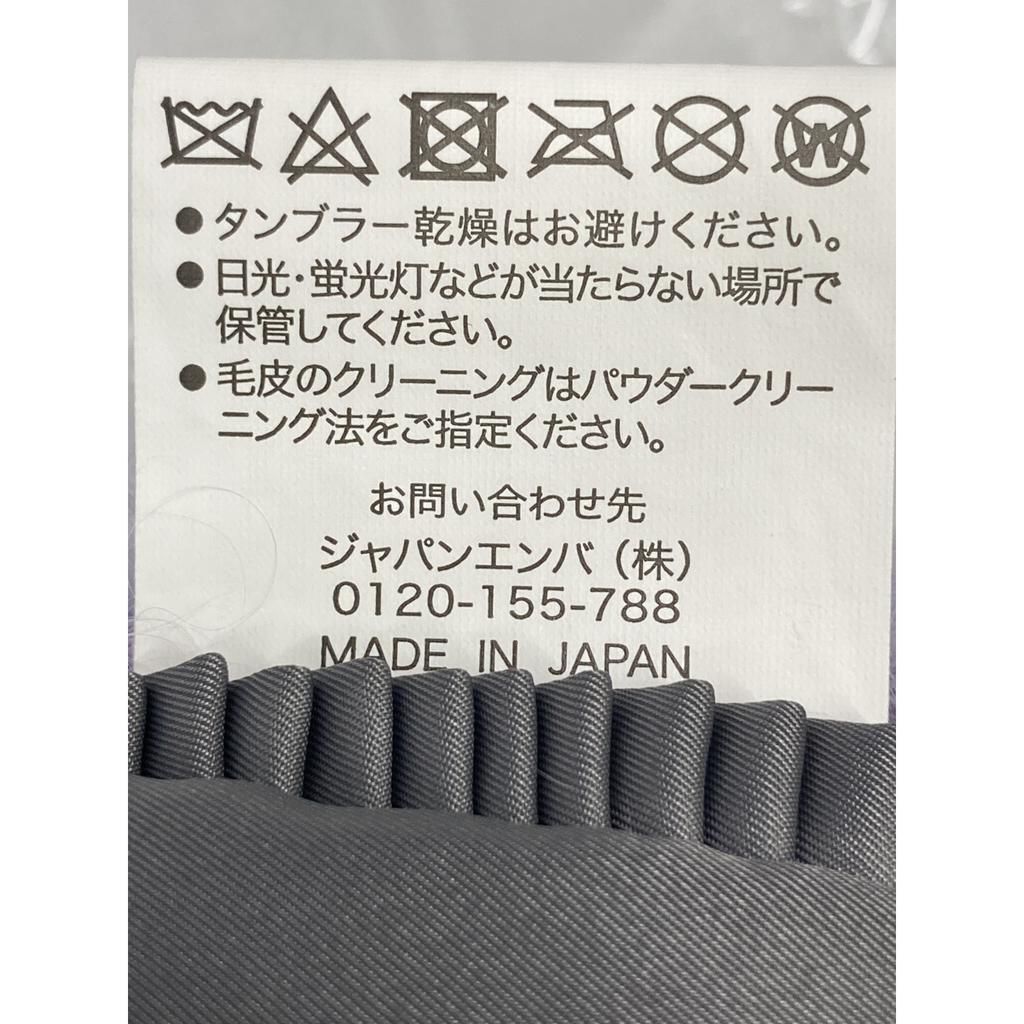 W
●タンブラー乾燥はお避けください。
●日光・蛍光灯などが当たらない場所で
保管してください。
●毛皮のクリーニングはパウダークリー
ニング法をご指定ください。
お問い合わせ先
ジャパンエンバ(株)
0120-155-788
MADE IN JAPAN